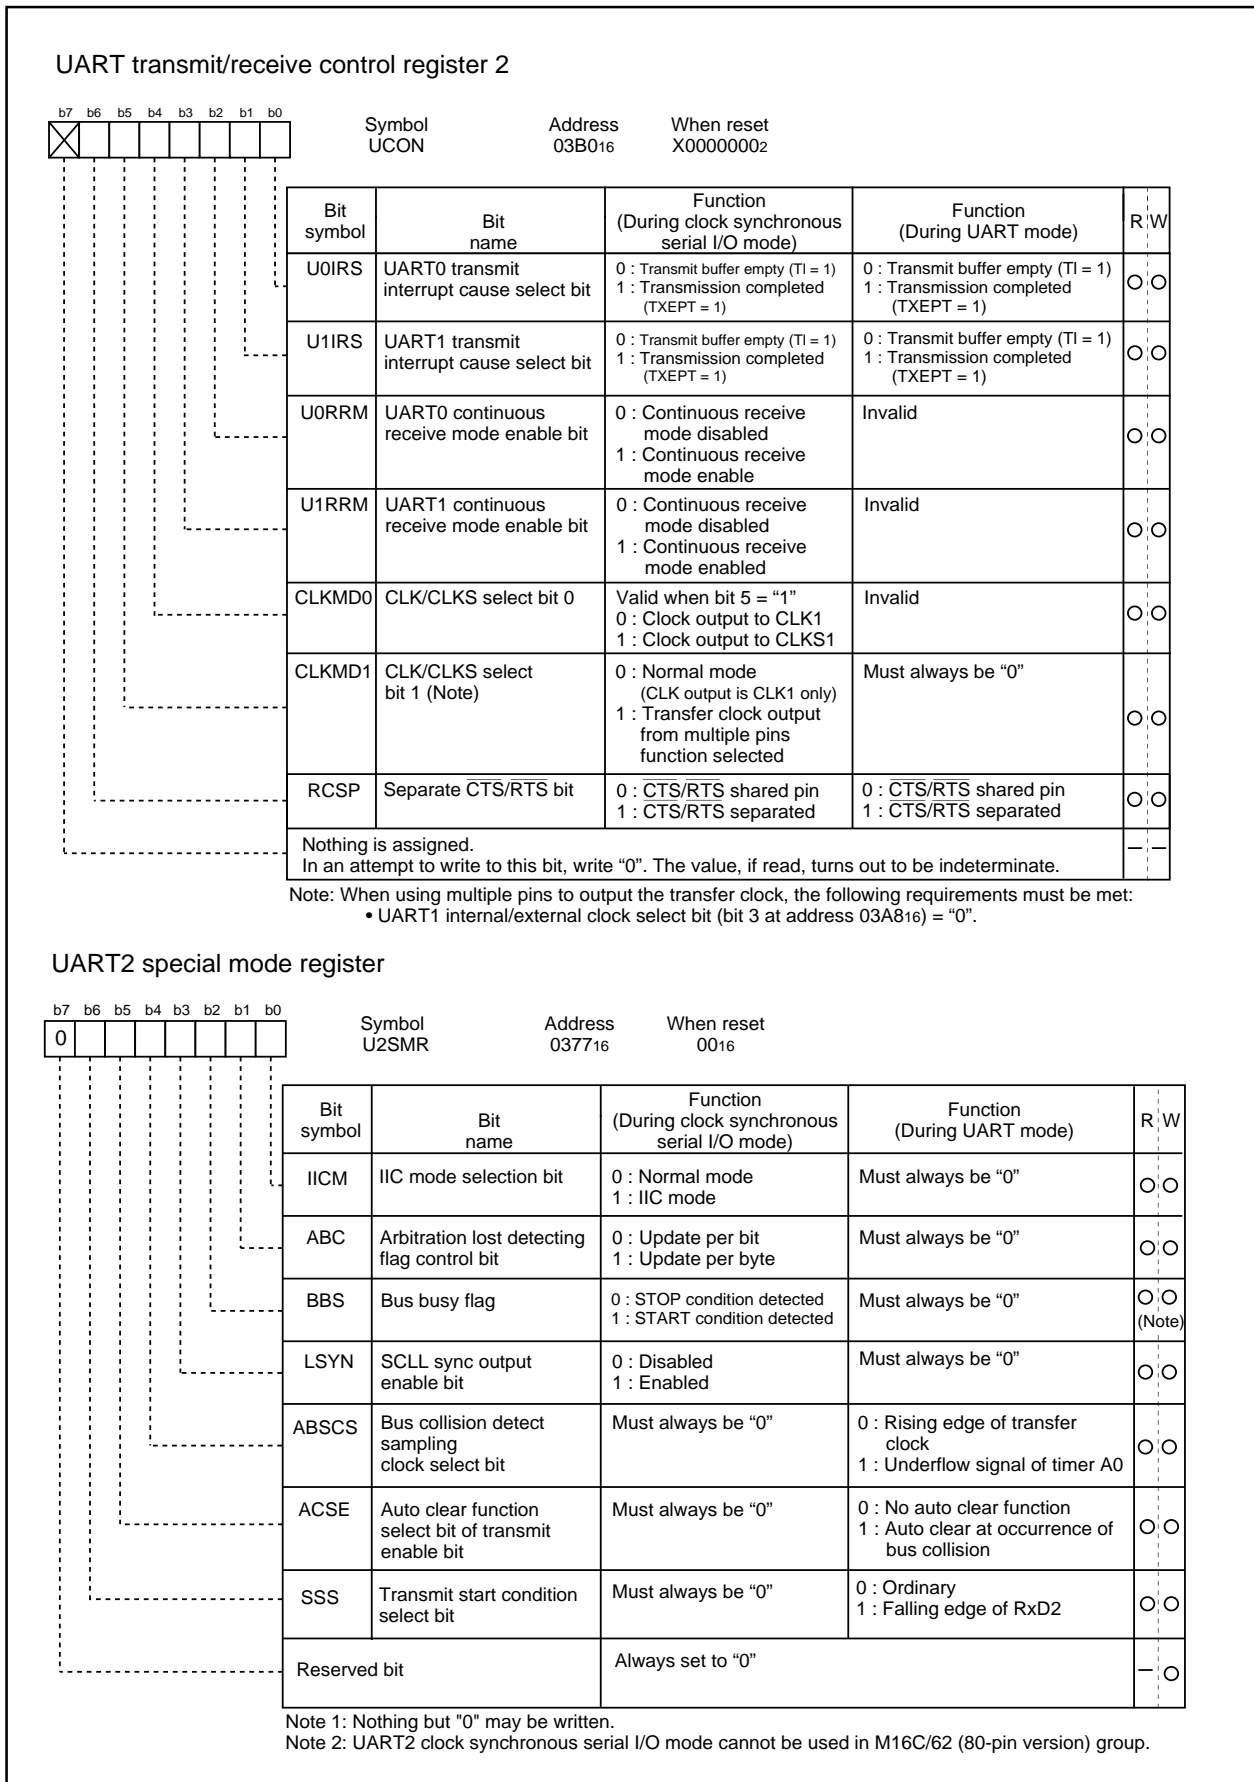 UART transmit/receive control register 2
b7 b6 b5 b4 b3 b2 b1 b0
Symbol Address When reset
UCON 03B016 X00000002
Bit symbol Bit name Function (During clock synchronous serial I/O mode) Function (During UART mode) R W
U0IRS UART0 transmit interrupt cause select bit
0 : Transmit buffer empty (TI = 1)
1 : Transmission completed
(TXEPT = 1)
0 : Transmit buffer empty (TI = 1)
1 : Transmission completed
(TXEPT = 1)
U1IRS UART1 transmit interrupt cause select bit
0 : Transmit buffer empty (TI = 1)
1 : Transmission completed
(TXEPT = 1)
0 : Transmit buffer empty (TI = 1)
1 : Transmission completed
(TXEPT = 1)
U0RRM UART0 continuous receive mode enable bit
0 : Continuous receive
mode disabled
1 : Continuous receive
mode enable
Invalid
U1RRM UART1 continuous receive mode enable bit
0 : Continuous receive
mode disabled
1 : Continuous receive
mode enabled
Invalid
CLKMD0 CLK/CLKS select bit 0
Valid when bit 5 = “1”
0 : Clock output to CLK1
1 : Clock output to CLKS1
Invalid
CLKMD1 CLK/CLKS select bit 1 (Note)
0 : Normal mode
(CLK output is CLK1 only)
1 : Transfer clock output
from multiple pins
function selected
Must always be “0”
RCSP Separate CTS/RTS bit
0 : CTS/RTS shared pin
1 : CTS/RTS separated
0 : CTS/RTS shared pin
1 : CTS/RTS separated
Nothing is assigned.
In an attempt to write to this bit, write “0”. The value, if read, turns out to be indeterminate.
Note: When using multiple pins to output the transfer clock, the following requirements must be met:
• UART1 internal/external clock select bit (bit 3 at address 03A816) = “0”.
UART2 special mode register
b7 b6 b5 b4 b3 b2 b1 b0
0
Symbol Address When reset
U2SMR 037716 0016
Bit symbol Bit name Function (During clock synchronous serial I/O mode) Function (During UART mode) R W
IICM IIC mode selection bit
0 : Normal mode
1 : IIC mode
Must always be “0”
ABC Arbitration lost detecting flag control bit
0 : Update per bit
1 : Update per byte
Must always be “0”
BBS Bus busy flag
0 : STOP condition detected
1 : START condition detected
Must always be “0”
(Note)
LSYN SCLL sync output enable bit
0 : Disabled
1 : Enabled
Must always be “0”
ABSCS Bus collision detect sampling clock select bit
Must always be “0”
0 : Rising edge of transfer
clock
1 : Underflow signal of timer A0
ACSE Auto clear function select bit of transmit enable bit
Must always be “0”
0 : No auto clear function
1 : Auto clear at occurrence of
bus collision
SSS Transmit start condition select bit
Must always be “0”
0 : Ordinary
1 : Falling edge of RxD2
Reserved bit Always set to “0”
Note 1: Nothing but "0" may be written.
Note 2: UART2 clock synchronous serial I/O mode cannot be used in M16C/62 (80-pin version) group.